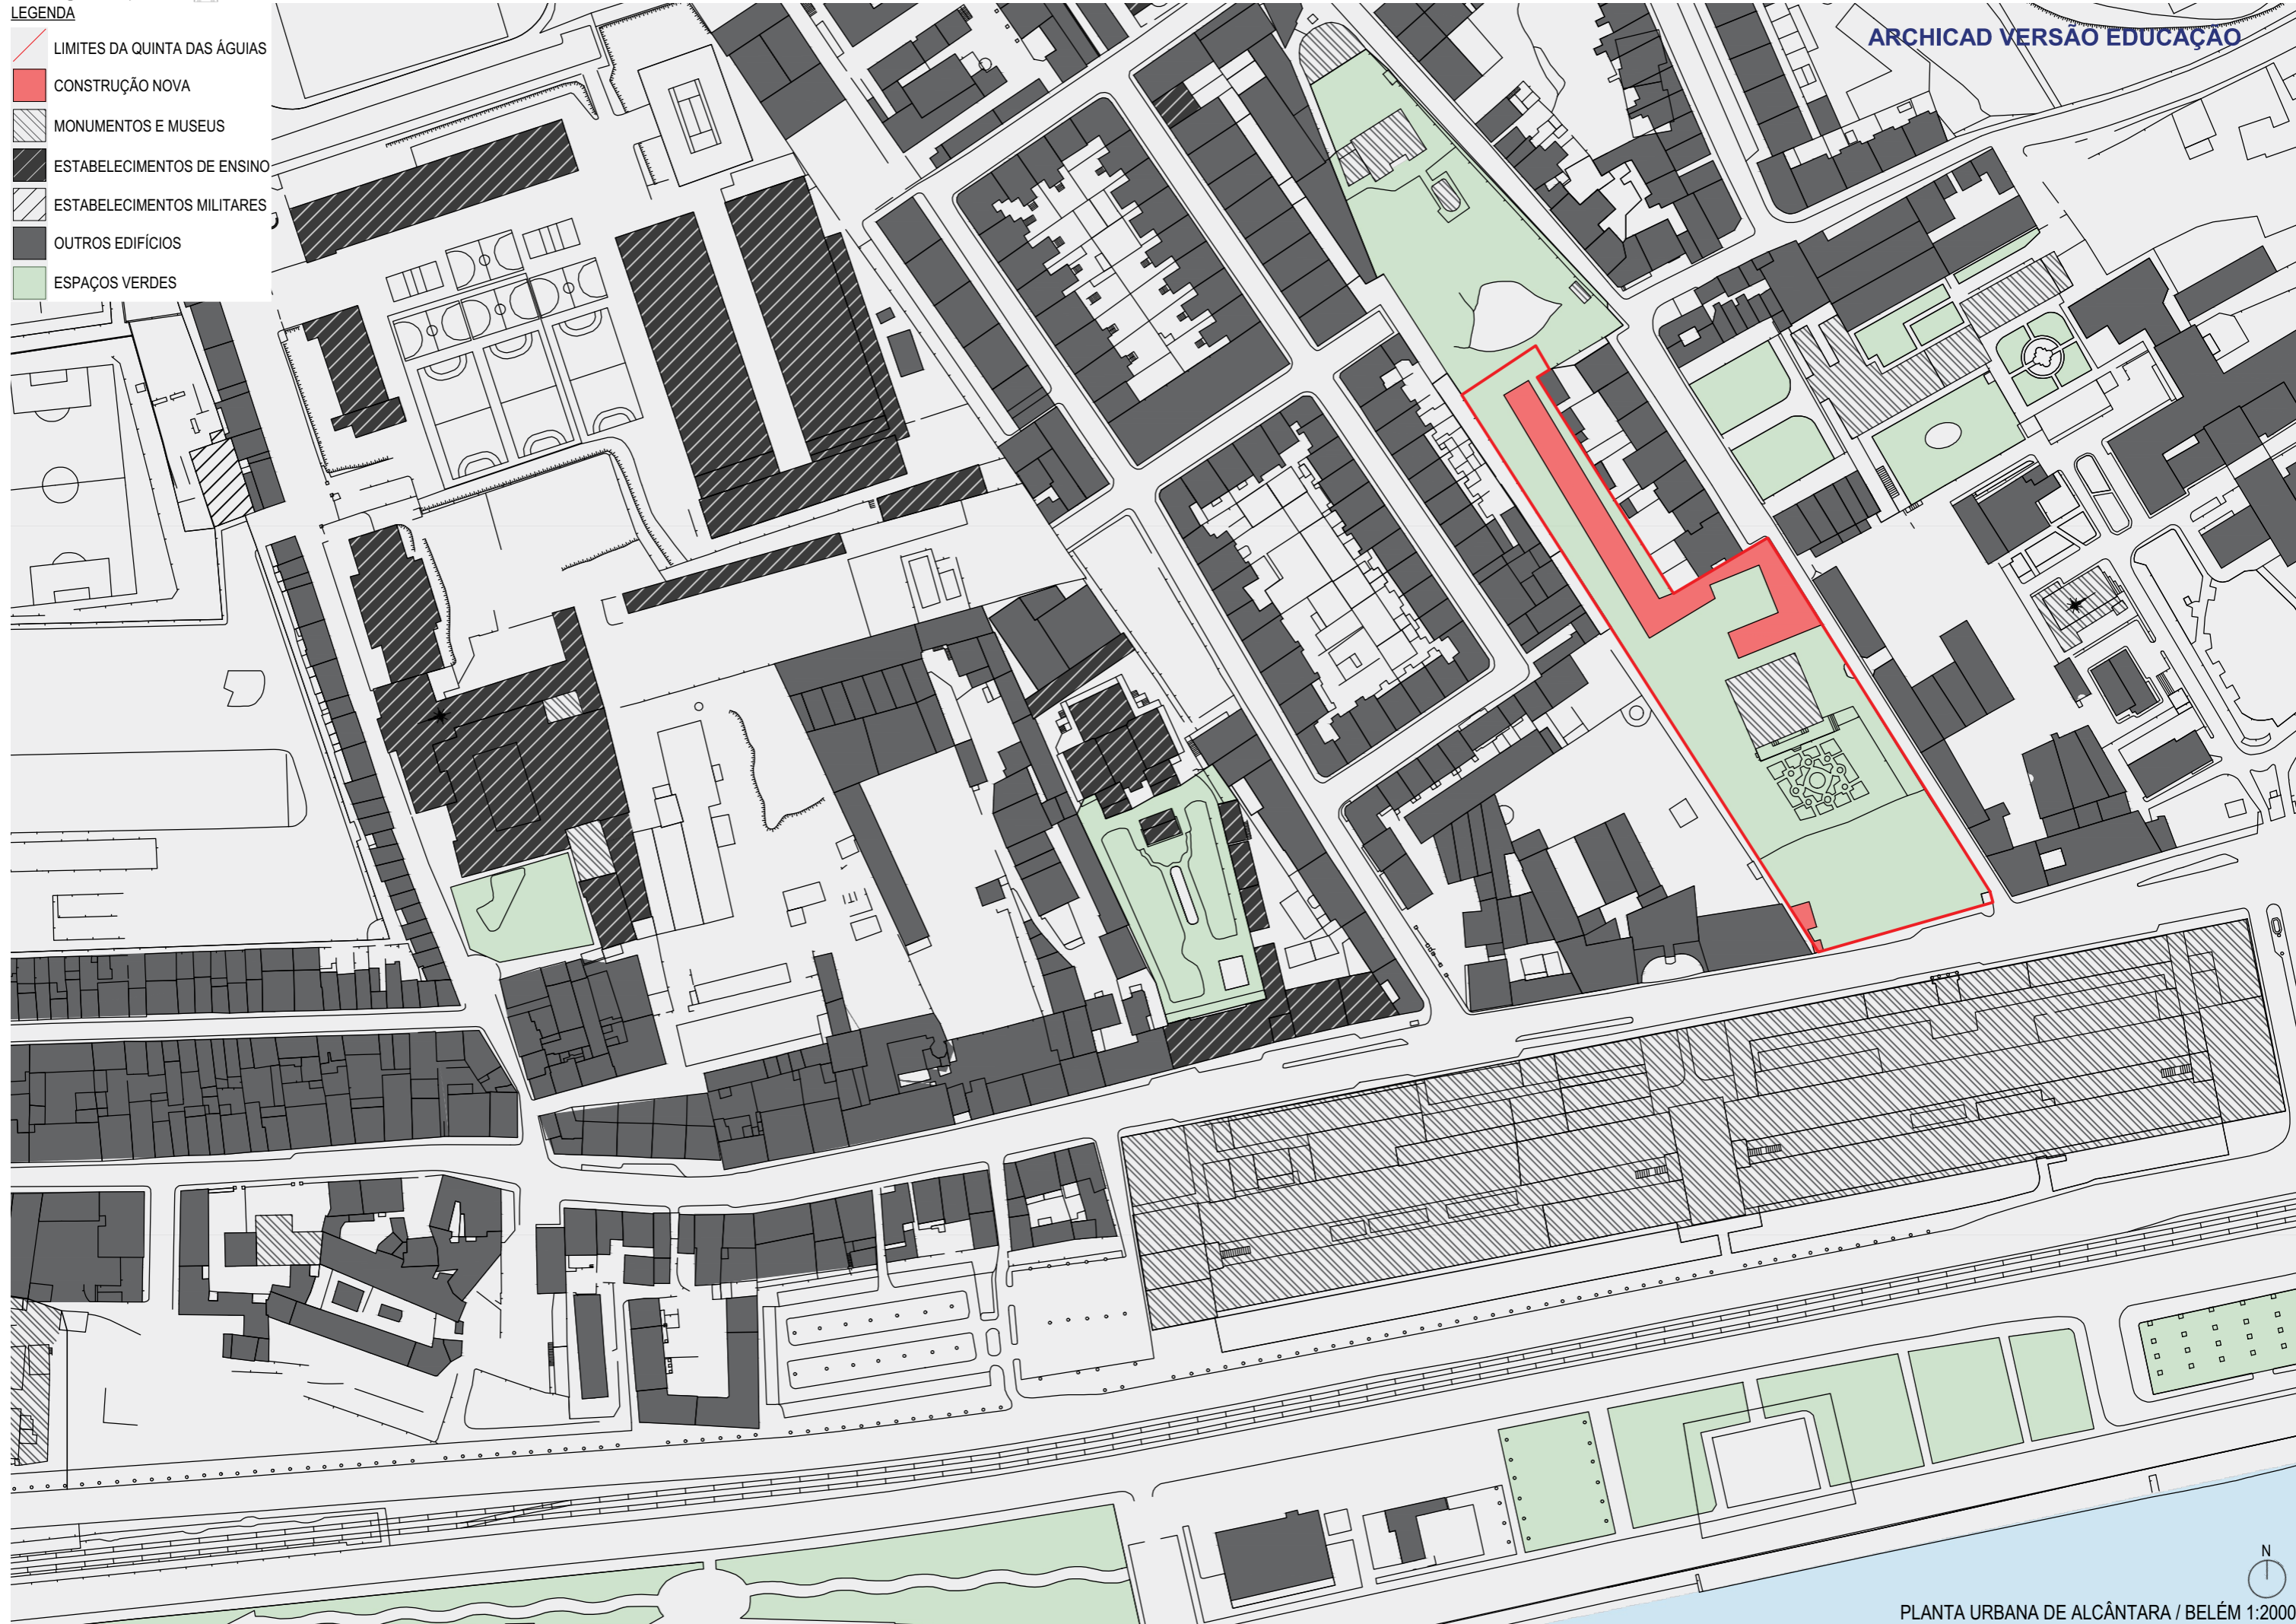 LEGENDA
LIMITES DA QUINTA DAS ÁGUIAS
CONSTRUÇÃO NOVA
MONUMENTOS E MUSEUS
ESTABELECIMENTOS DE ENSINO
ESTABELECIMENTOS MILITARES
OUTROS EDIFÍCIOS
ESPAÇOS VERDES
ARCHICAD VERSÃO EDUCAÇÃO
N
PLANTA URBANA DE ALCÂNTARA / BELÉM 1:2000